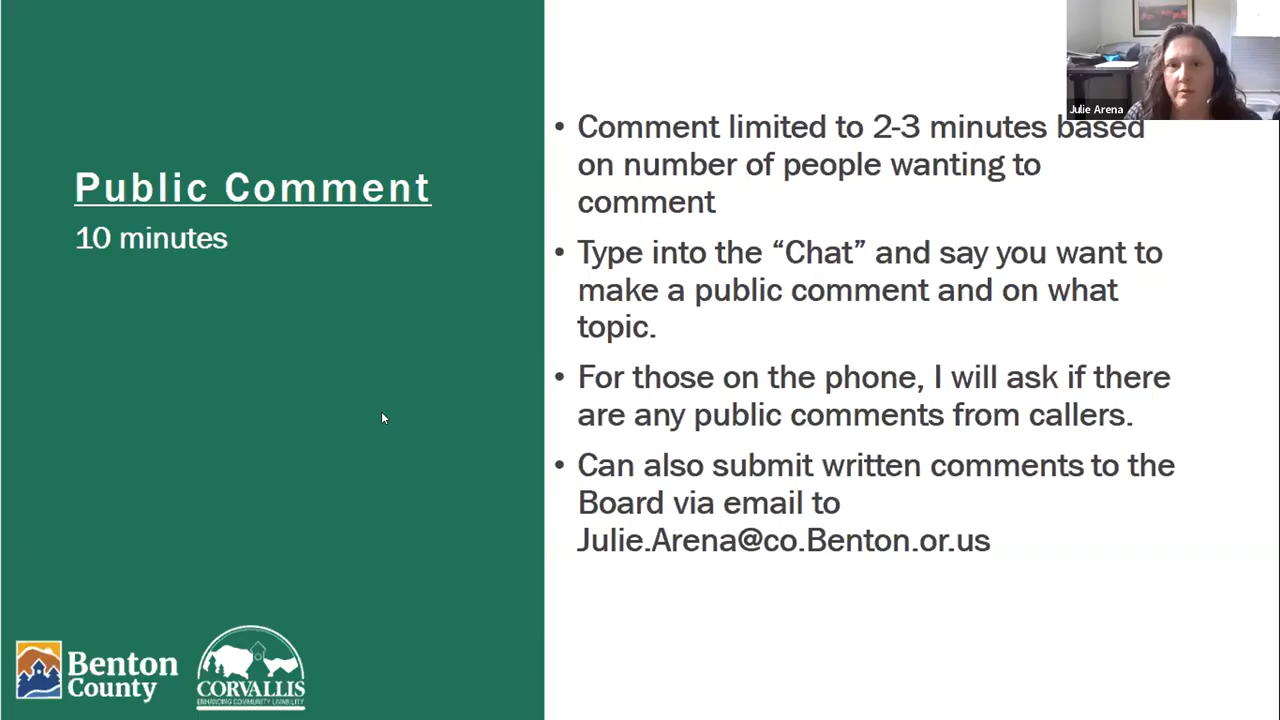 Public Comment
10 minutes
• Comment limited to 2-3 minutes based
on number of people wanting to
comment
• Type into the “Chat” and say you want to
make a public comment and on what
topic.
• For those on the phone, I will ask if there
are any public comments from callers.
• Can also submit written comments to the
Board via email to
Julie.Arena@co.Benton.or.us
Julie Arena
Benton
County
CORVALLIS
ENHANCING COMMUNITY LIVABILITY